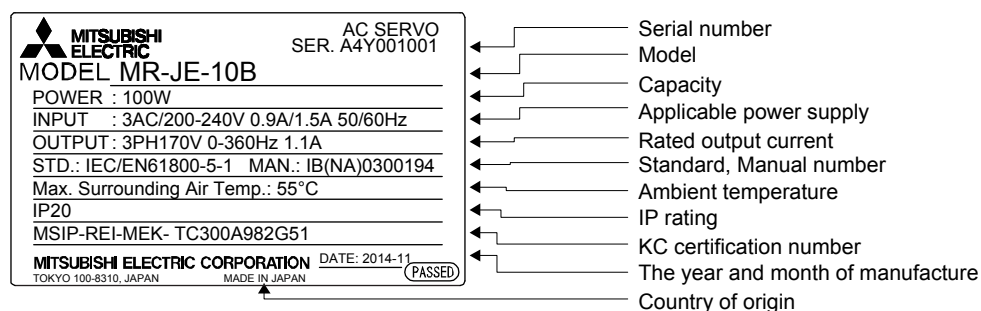 MITSUBISHI
ELECTRIC
AC SERVO
SER. A4Y001001
MODEL MR-JE-10B
POWER : 100W
INPUT : 3AC/200-240V 0.9A/1.5A 50/60Hz
OUTPUT : 3PH170V 0-360Hz 1.1A
STD.: IEC/EN61800-5-1 MAN.: IB(NA)0300194
Max. Surrounding Air Temp.: 55°C
IP20
MSIP-REI-MEK- TC300A982G51
MITSUBISHI ELECTRIC CORPORATION DATE: 2014-11
TOKYO 100-8310, JAPAN MADE IN JAPAN PASSED
Serial number
Model
Capacity
Applicable power supply
Rated output current
Standard, Manual number
Ambient temperature
IP rating
KC certification number
The year and month of manufacture
Country of origin